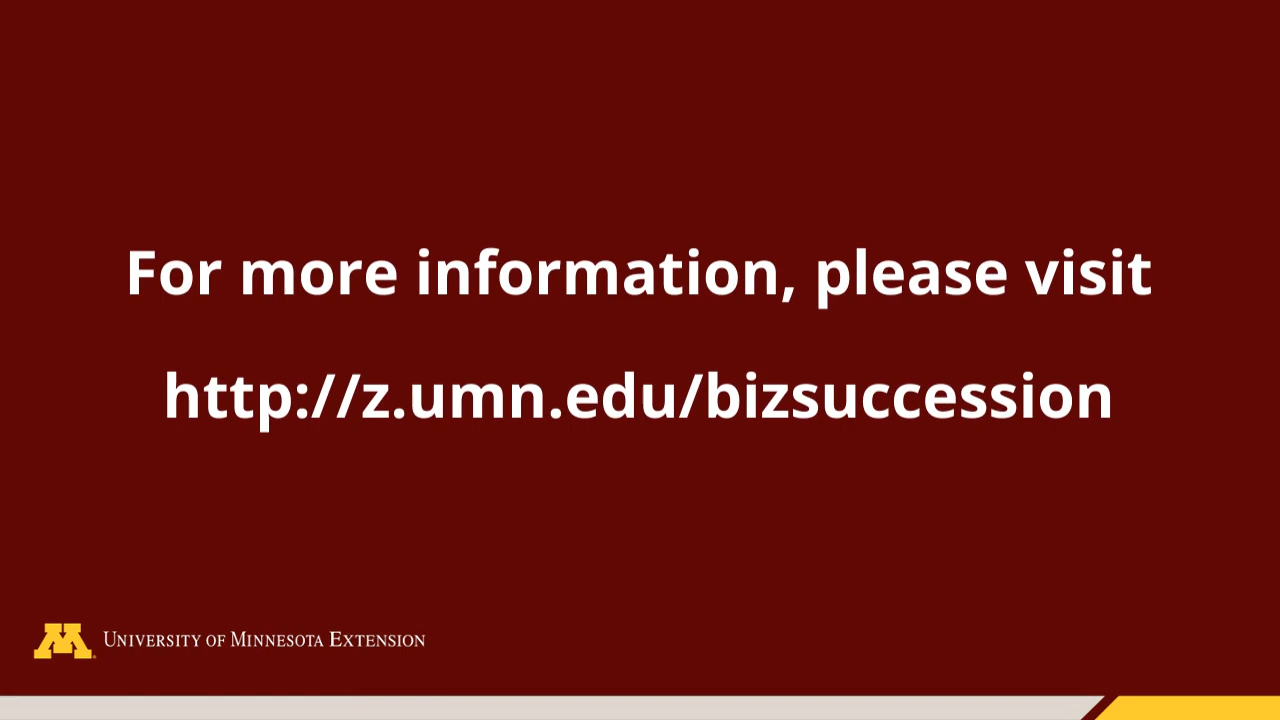 For more information, please visit
http://z.umn.edu/bizsuccession
M
University of Minnesota Extension